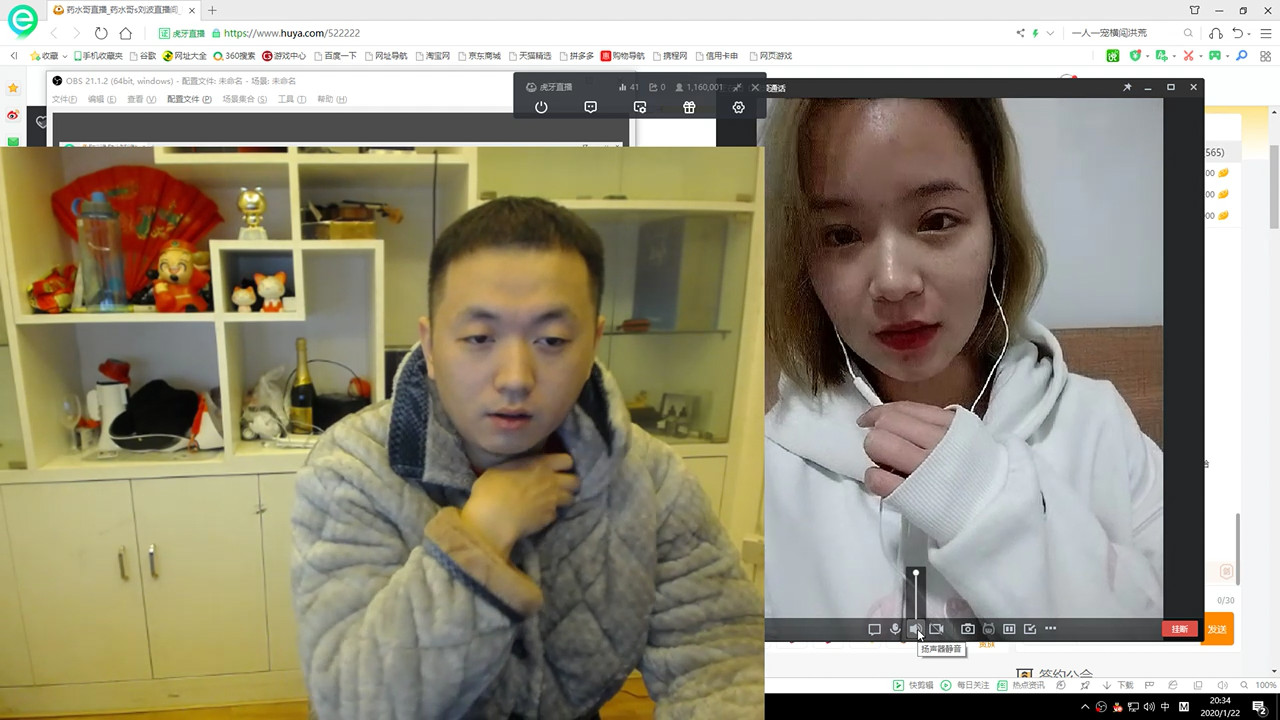 药水哥直播_药水哥s刘波直播间_
虎牙直播 https://www.huya.com/522222
一人一宠横闯洪荒
收藏 手机收藏夹 谷歌 网址大全 360搜索 游戏中心 百度一下 网址导航 淘宝网 京东商城 天猫精选 拼多多 购物导航 携程网 信用卡申 网页游戏
OBS 21.1.2 (64bit, windows) - 配置文件: 未命名 - 场景: 未命名
虎牙直播 41 0 1,160,001
通话
文件(F) 编辑(E) 查看(V) 配置文件(P) 场景集合(S) 工具(T) 帮助(H)
565)
00
00
00
0/30
挂断
发送
扬声器静音
签约公会
快剪辑 每日关注 热点资讯 下载 100%
中 M
20:34
2020/1/22
2